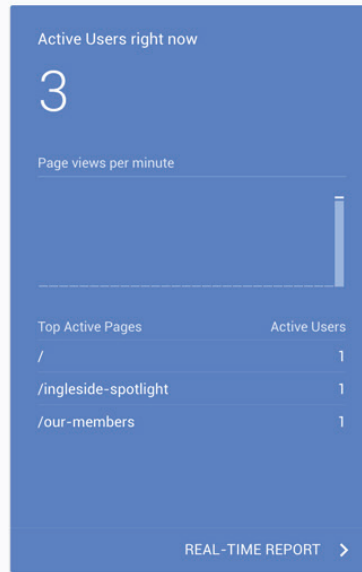 Active Users right now
3
Page views per minute
Top Active Pages Active Users
/ 1
/ingleside-spotlight 1
/our-members 1
REAL-TIME REPORT >